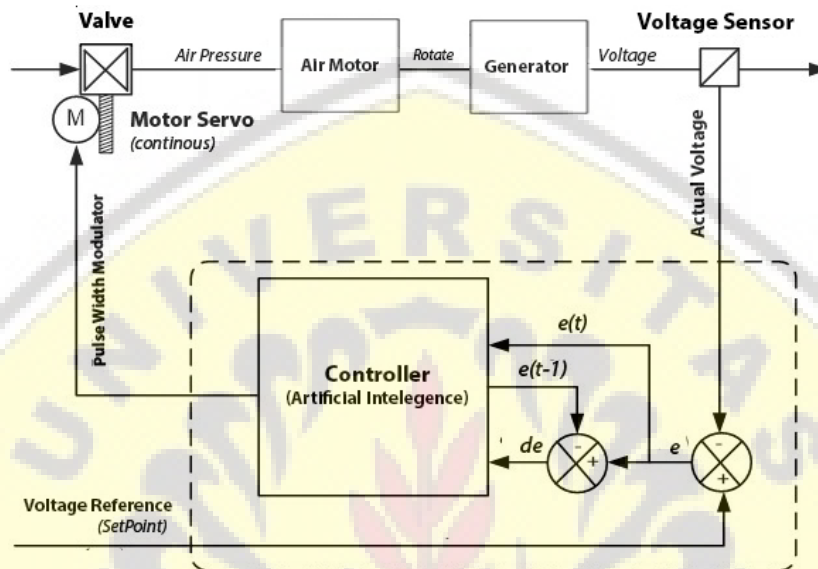 Valve
Voltage Sensor
Air Pressure
Air Motor
Rotate
Generator
Voltage
M
Motor Servo
(continous)
Actual Voltage
Pulse Width Modulator
UNIVERSITAS
e(t)
e(t-1)
Controller
(Artificial Intelegence)
de
-
+
e
-
+
Voltage Reference
(SetPoint)